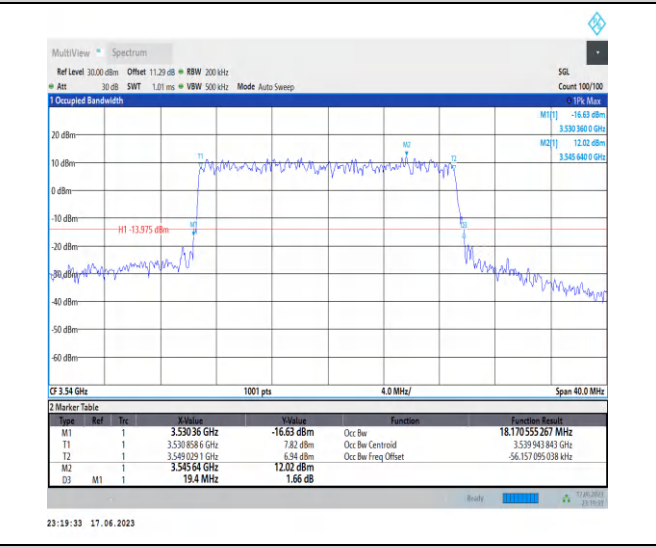 MultiView Spectrum
Ref Level 30.00 dBm Offset 11.29 dB RBW 200 kHz SGL
Att 30 dB SWT 1.01 ms VBW 500 kHz Mode Auto Sweep Count 100/100
1 Occupied Bandwidth 1Pk Max
M1[1] -16.63 dBm
3.530 360 0 GHz
20 dBm M2 M2[1] 12.02 dBm
T1 T2 3.545 640 0 GHz
10 dBm
0 dBm
-10 dBm
H1 -13.975 dBm M1 D3
-20 dBm
-30 dBm
-40 dBm
-50 dBm
-60 dBm
CF 3.54 GHz 1001 pts 4.0 MHz/ Span 40.0 MHz
2 Marker Table
Type Ref Trc X-Value Y-Value Function Function Result
M1 1 3.530 36 GHz -16.63 dBm Occ Bw 18.170 555 267 MHz
T1 1 3.530 858 6 GHz 7.82 dBm Occ Bw Centroid 3.539 943 843 GHz
T2 1 3.549 029 1 GHz 6.94 dBm Occ Bw Freq Offset -56.157 095 038 kHz
M2 1 3.545 64 GHz 12.02 dBm
D3 M1 1 19.4 MHz 1.66 dB
Ready
23:19:33 17.06.2023